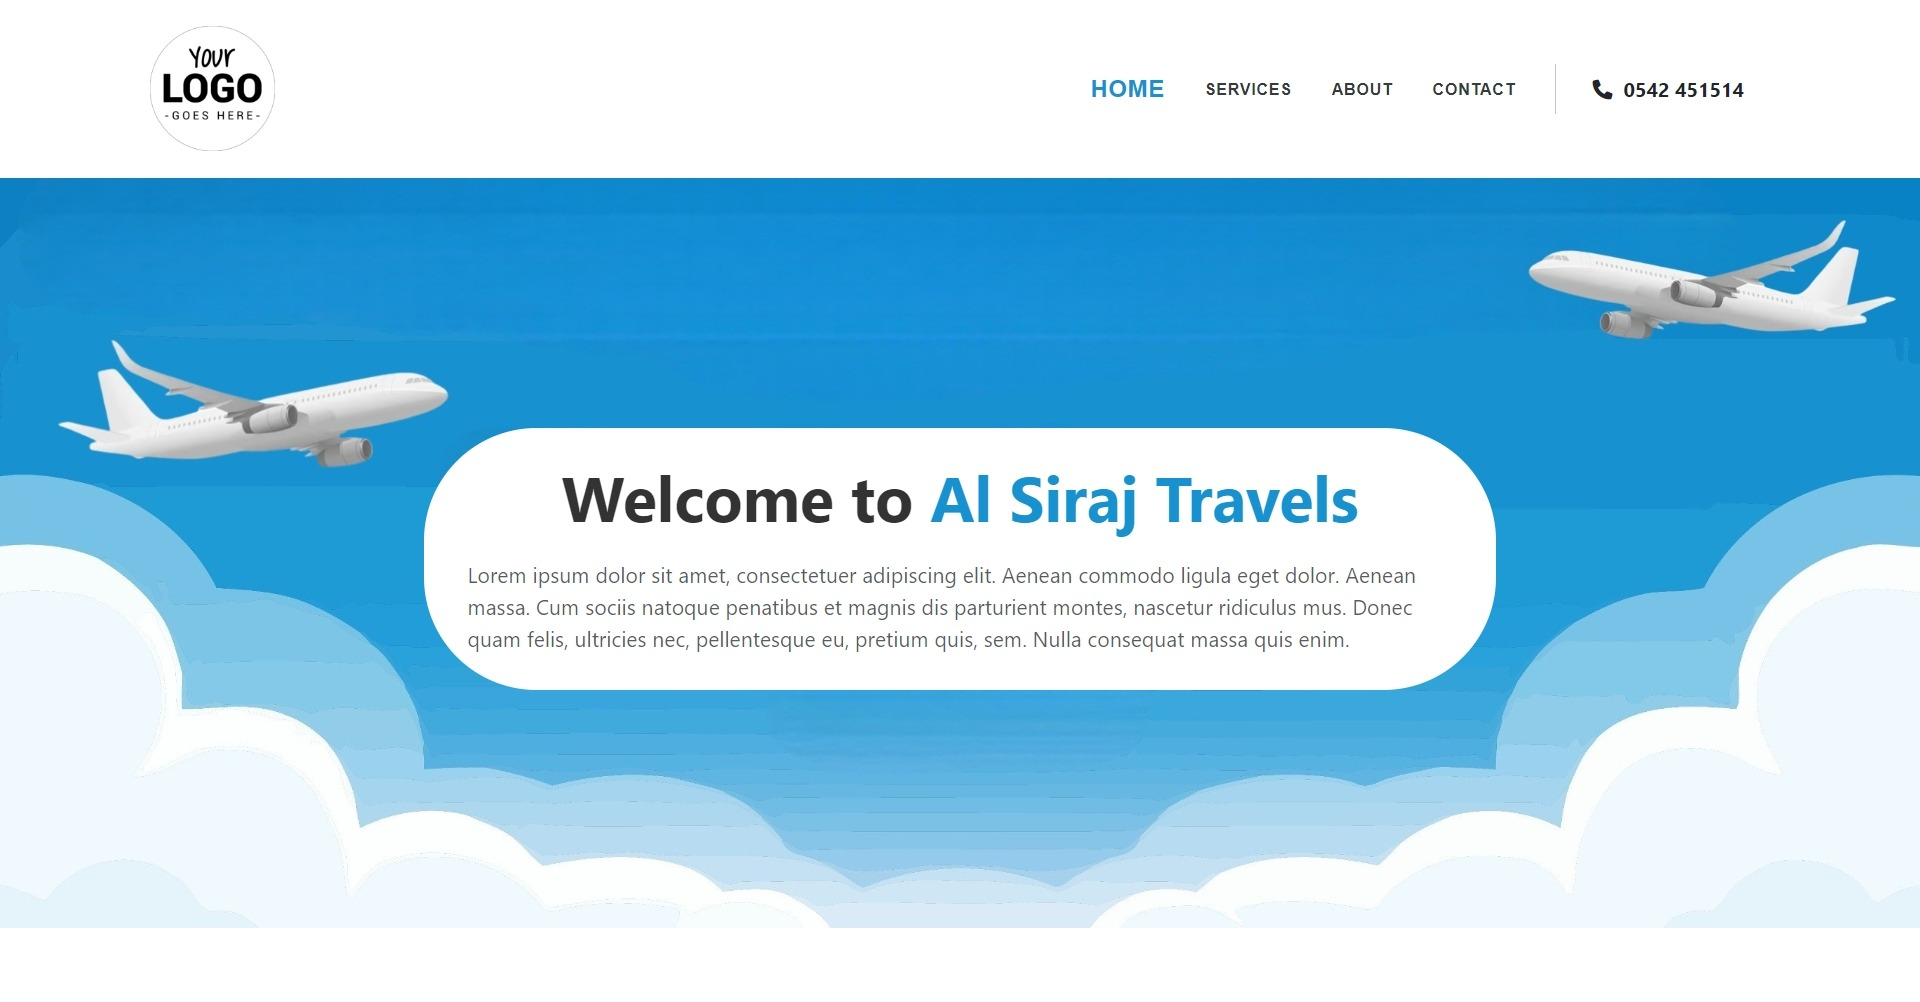 Your
LOGO
-GOES HERE-
HOME SERVICES ABOUT CONTACT 0542 451514
Welcome to Al Siraj Travels
Lorem ipsum dolor sit amet, consectetuer adipiscing elit. Aenean commodo ligula eget dolor. Aenean
massa. Cum sociis natoque penatibus et magnis dis parturient montes, nascetur ridiculus mus. Donec
quam felis, ultricies nec, pellentesque eu, pretium quis, sem. Nulla consequat massa quis enim.